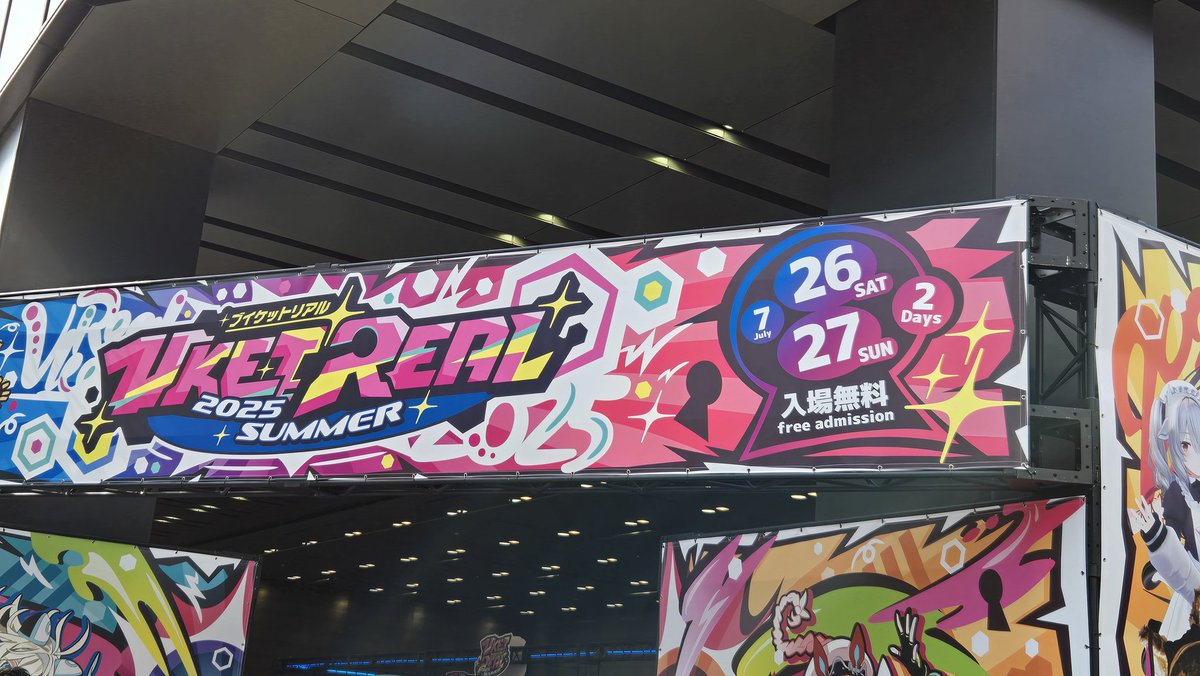 ブイケットリアル
VKET REAL
2025
SUMMER
7
July
26 SAT
27 SUN
2
Days
入場無料
free admission